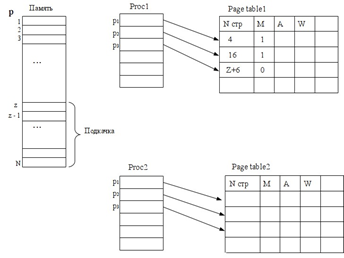 Память
P
1
2
3
...
z
z + 1
...
N
Подкачка
Proc1
p1
p2
p3
Page table1
N стр M A W
4 1
16 1
Z+6 0
Proc2
p1
p2
p3
Page table2
N стр M A W